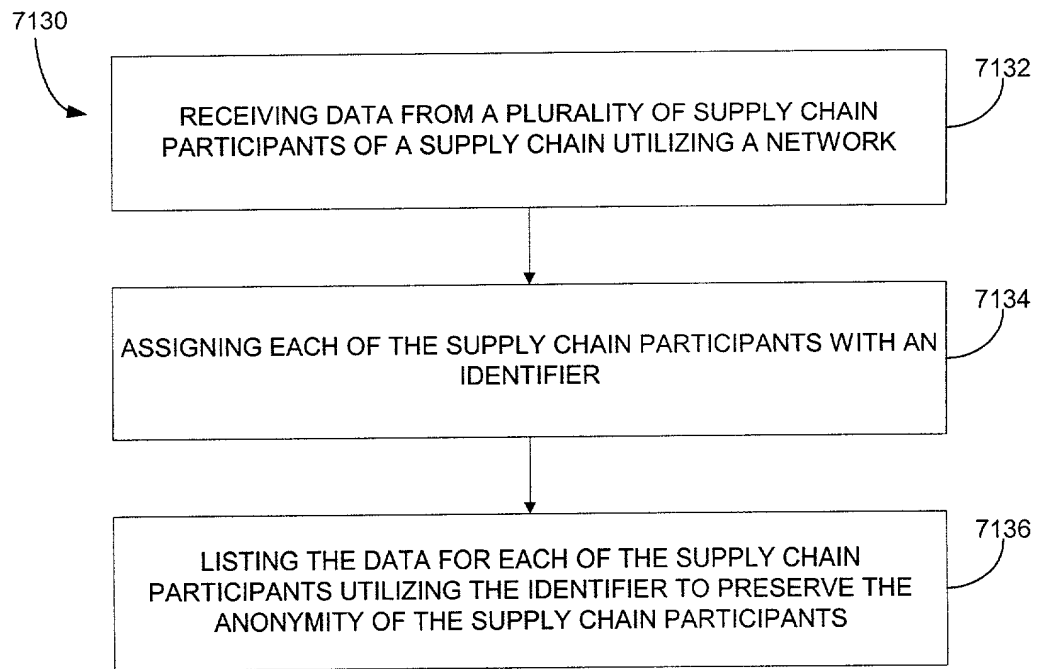 7130
7132
RECEIVING DATA FROM A PLURALITY OF SUPPLY CHAIN
PARTICIPANTS OF A SUPPLY CHAIN UTILIZING A NETWORK
7134
ASSIGNING EACH OF THE SUPPLY CHAIN PARTICIPANTS WITH AN
IDENTIFIER
7136
LISTING THE DATA FOR EACH OF THE SUPPLY CHAIN
PARTICIPANTS UTILIZING THE IDENTIFIER TO PRESERVE THE
ANONYMITY OF THE SUPPLY CHAIN PARTICIPANTS